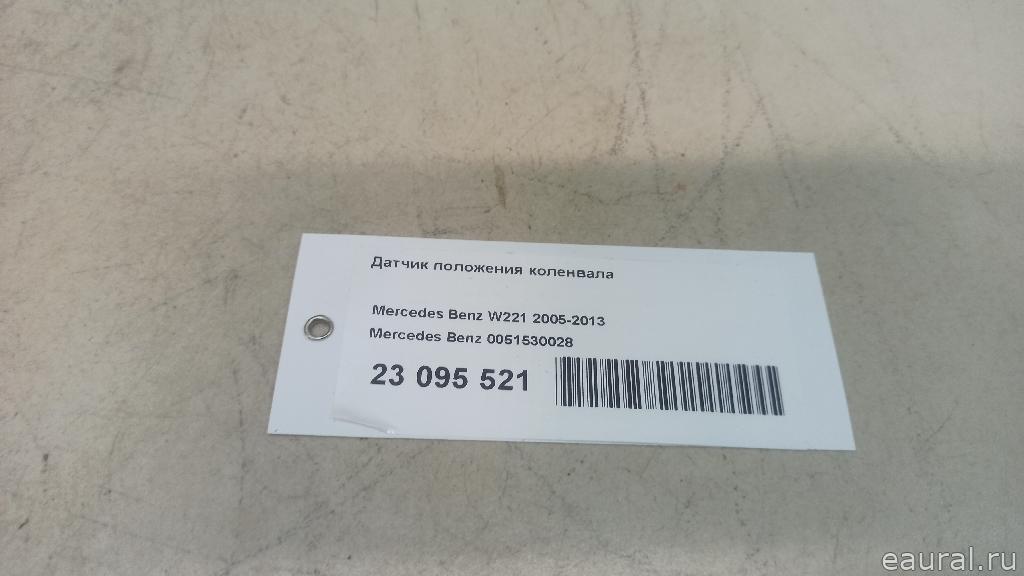 Датчик положения коленвала
Mercedes Benz W221 2005-2013
Mercedes Benz 0051530028
23 095 521
eaural.ru